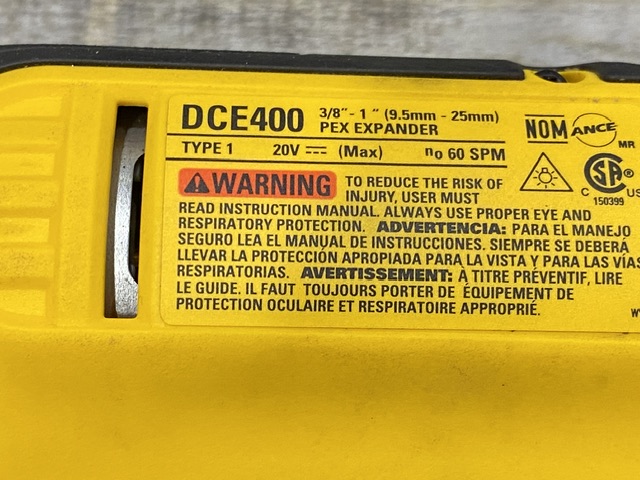 DCE400 3/8"- 1 " (9.5mm - 25mm)
PEX EXPANDER
TYPE 1 20V ⎓ (Max) no 60 SPM
NOM ANCE
MR
C US
150399
WARNING TO REDUCE THE RISK OF
INJURY, USER MUST
READ INSTRUCTION MANUAL. ALWAYS USE PROPER EYE AND
RESPIRATORY PROTECTION. ADVERTENCIA: PARA EL MANEJO
SEGURO LEA EL MANUAL DE INSTRUCCIONES. SIEMPRE SE DEBERÁ
LLEVAR LA PROTECCIÓN APROPIADA PARA LA VISTA Y PARA LAS VÍAS
RESPIRATORIAS. AVERTISSEMENT: À TITRE PRÉVENTIF, LIRE
LE GUIDE. IL FAUT TOUJOURS PORTER DE ÉQUIPEMENT DE
PROTECTION OCULAIRE ET RESPIRATOIRE APPROPRIÉ.